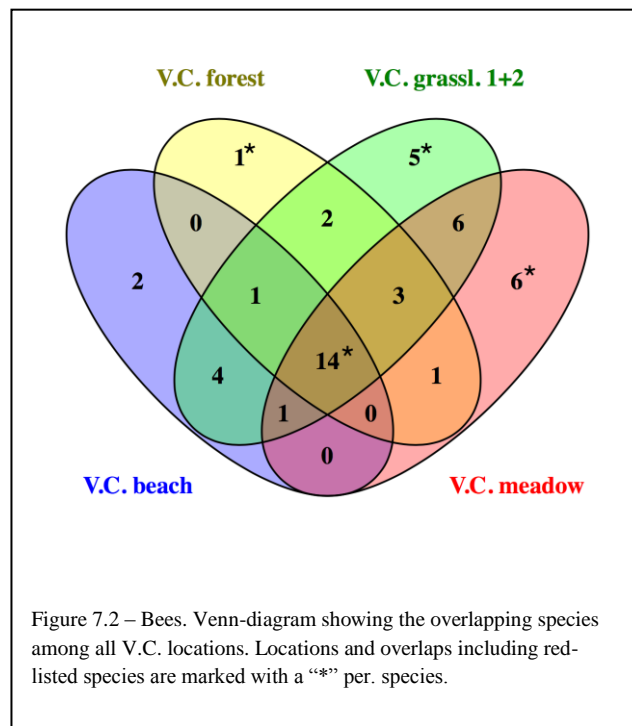 V.C. forest
V.C. grassl. 1+2
1*
5*
0
2
6
2
6*
1
3
14*
4
1
1
0
0
V.C. beach
V.C. meadow
Figure 7.2 – Bees. Venn-diagram showing the overlapping species
among all V.C. locations. Locations and overlaps including red-
listed species are marked with a “*” per. species.